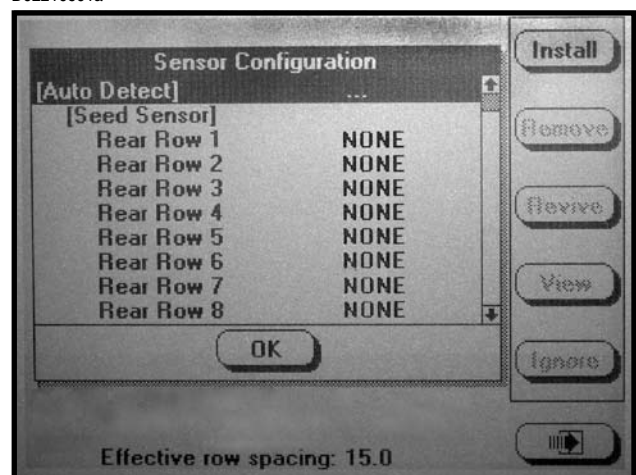 Sensor Configuration
[Auto Detect] ...
[Seed Sensor]
Rear Row 1 NONE
Rear Row 2 NONE
Rear Row 3 NONE
Rear Row 4 NONE
Rear Row 5 NONE
Rear Row 6 NONE
Rear Row 7 NONE
Rear Row 8 NONE
OK
Effective row spacing: 15.0
Install
Remove
Revive
View
Ignore